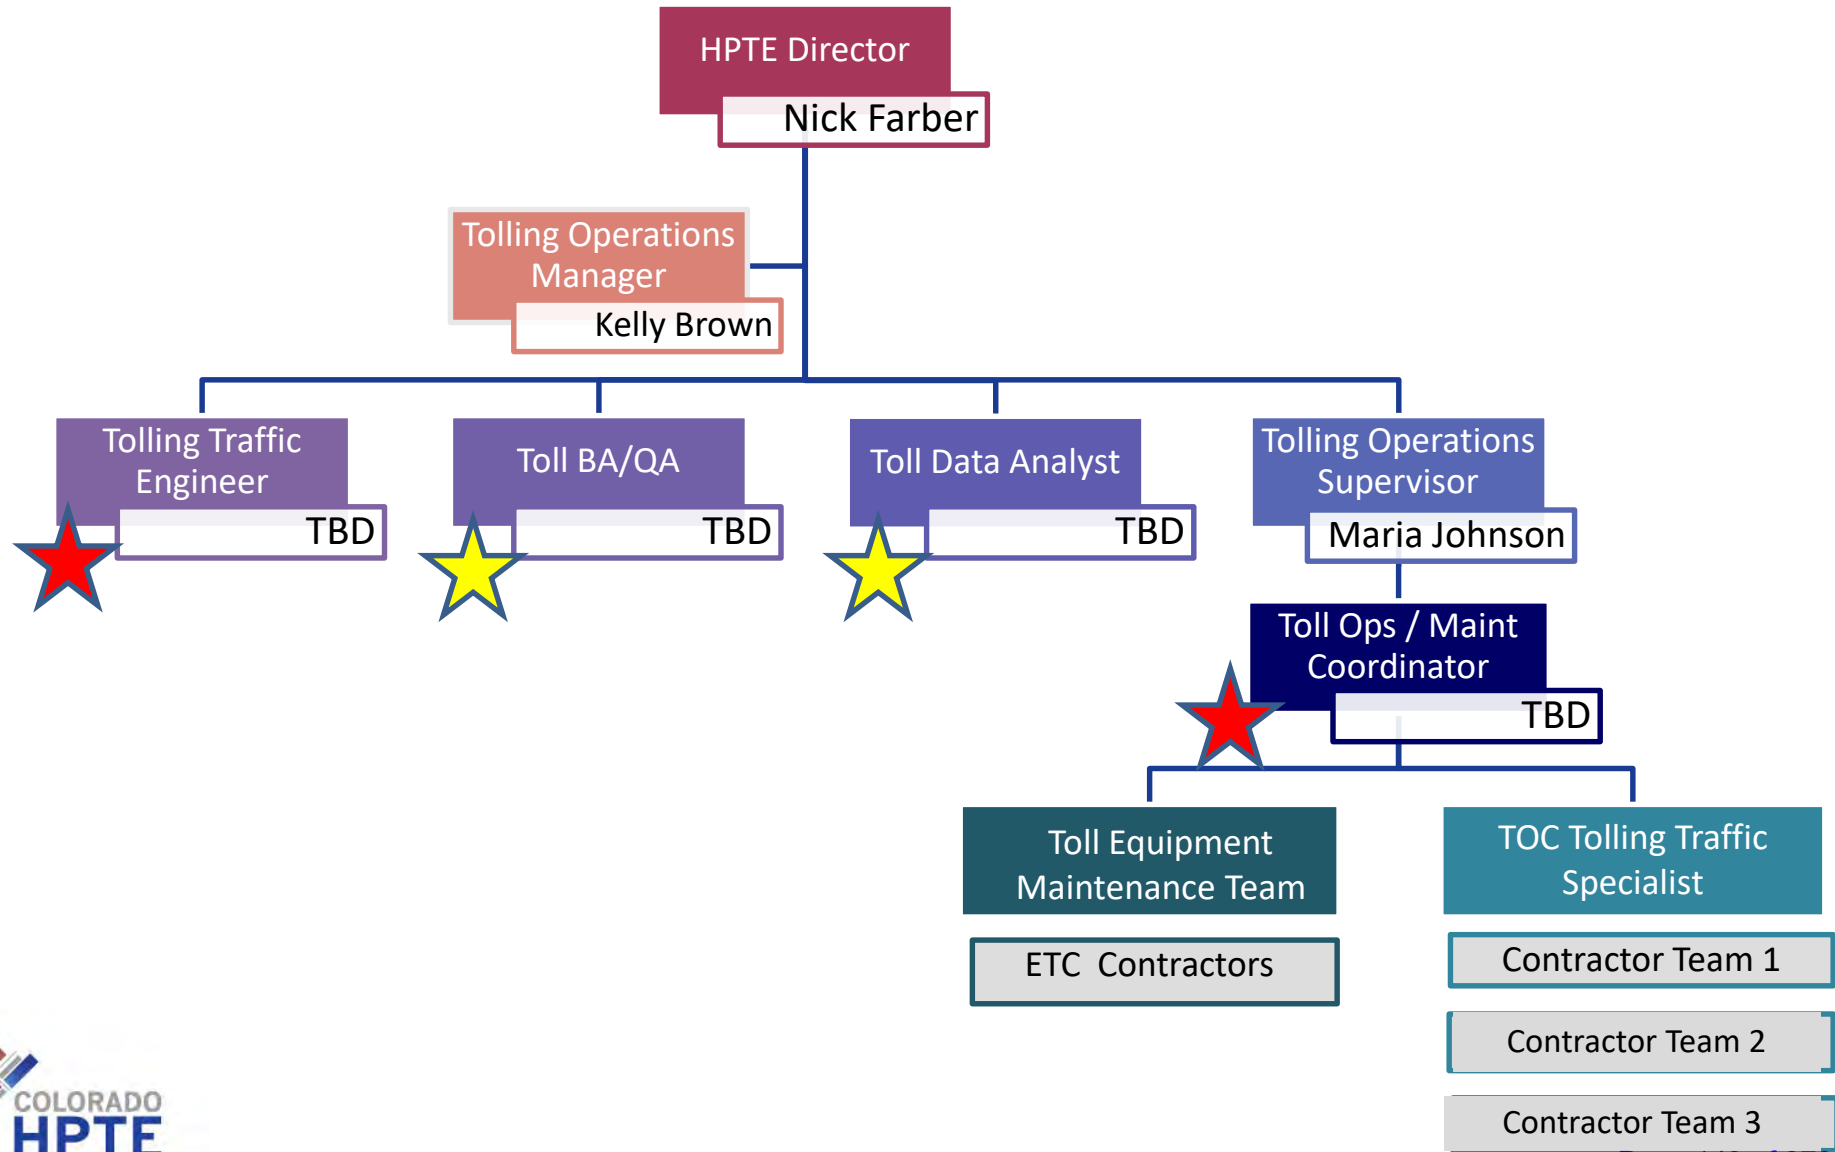 HPTE Director
Nick Farber
Tolling Operations
Manager
Kelly Brown
Tolling Traffic
Engineer
TBD
Toll BA/QA
TBD
Toll Data Analyst
TBD
Tolling Operations
Supervisor
Maria Johnson
Toll Ops / Maint
Coordinator
TBD
Toll Equipment
Maintenance Team
ETC Contractors
TOC Tolling Traffic
Specialist
Contractor Team 1
Contractor Team 2
Contractor Team 3
COLORADO
HPTE